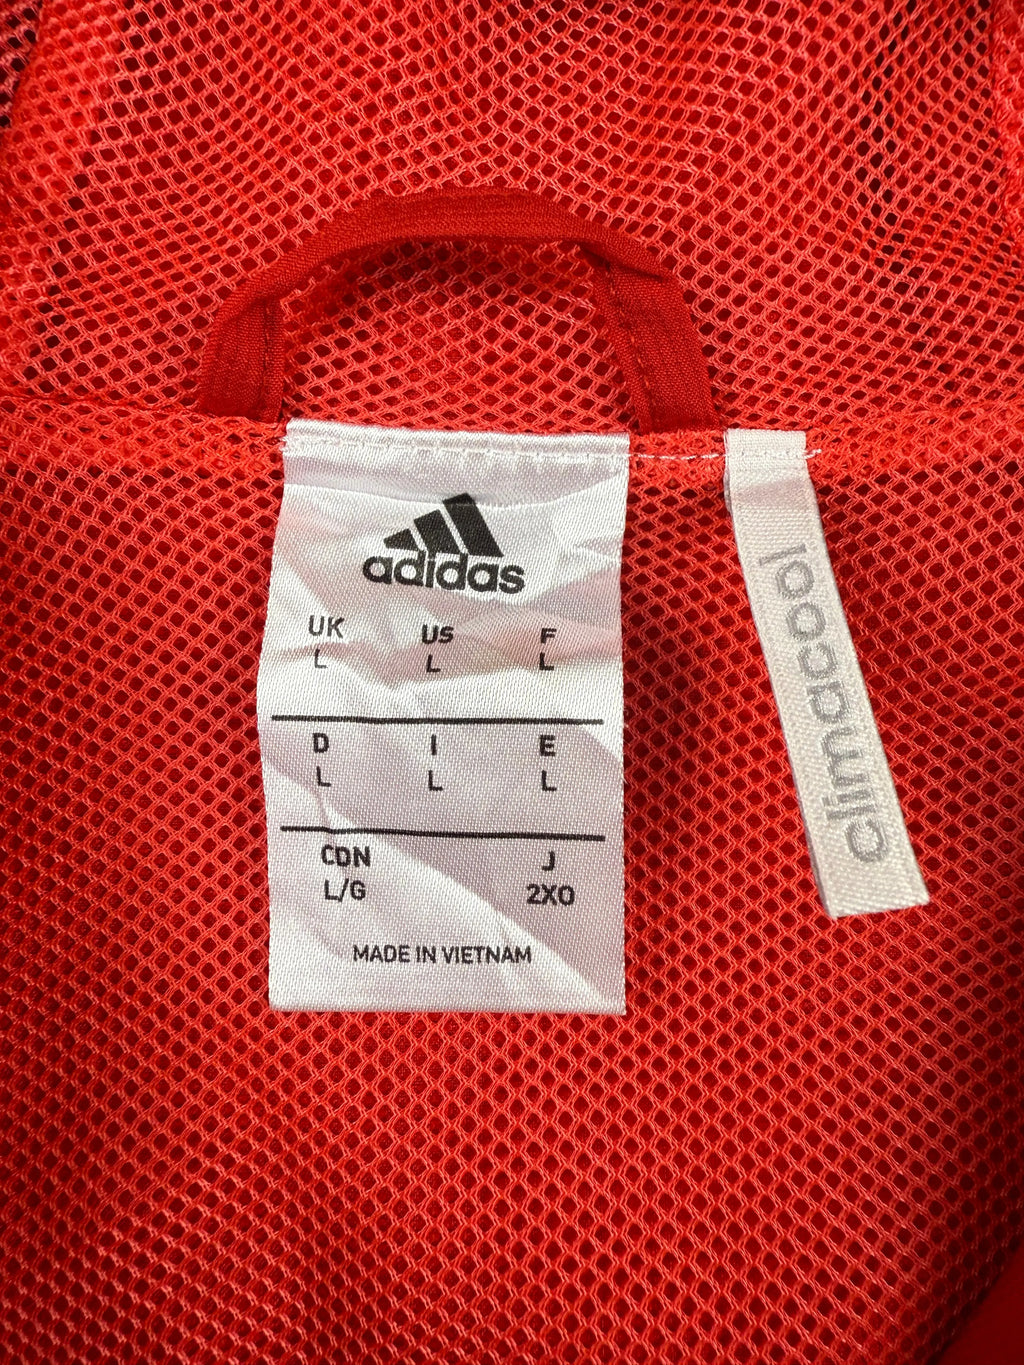 adidas
UK US F
L L L
D I E
L L L
CDN J
L/G 2XO
MADE IN VIETNAM
climacool